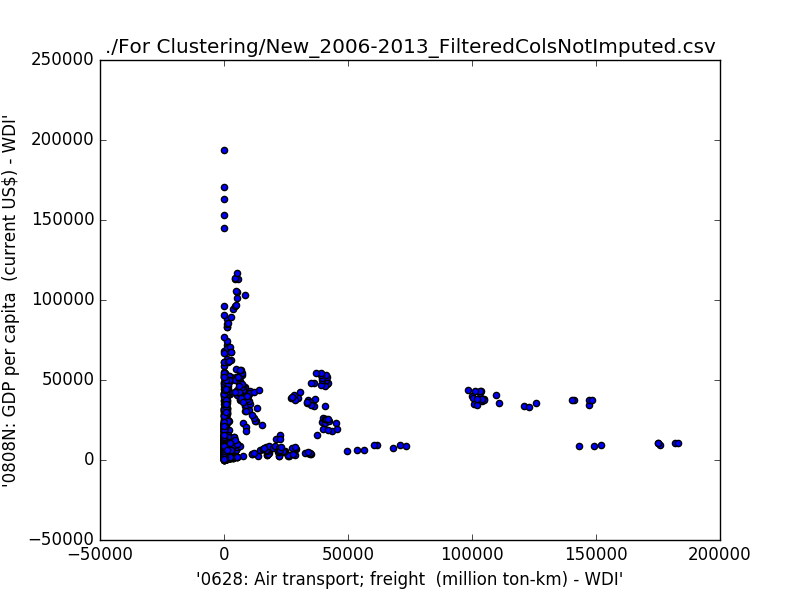 ./For Clustering/New_2006-2013_FilteredColsNotImputed.csv
250000
200000
150000
100000
50000
0
−50000
'0808N: GDP per capita  (current US$) - WDI'
−50000 0 50000 100000 150000 200000
'0628: Air transport; freight  (million ton-km) - WDI'